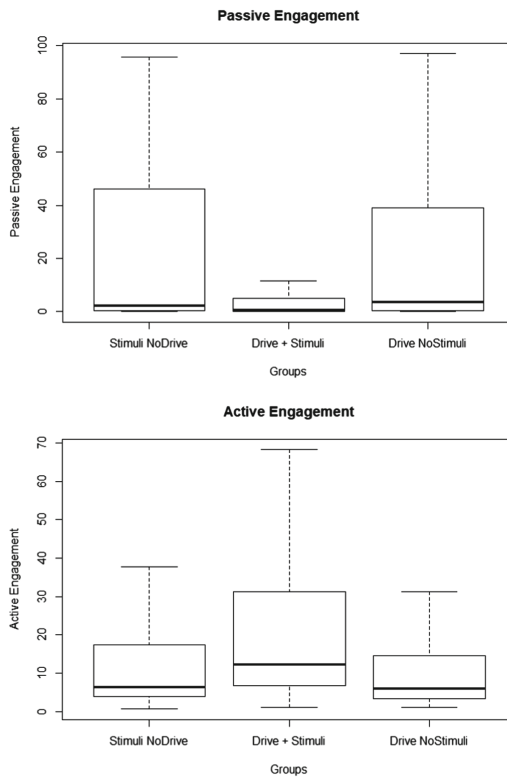 Passive Engagement
100
80
60
40
20
0
Passive Engagement
Stimuli NoDrive
Drive + Stimuli
Drive NoStimuli
Groups
Active Engagement
70
60
50
40
30
20
10
0
Active Engagement
Stimuli NoDrive
Drive + Stimuli
Drive NoStimuli
Groups